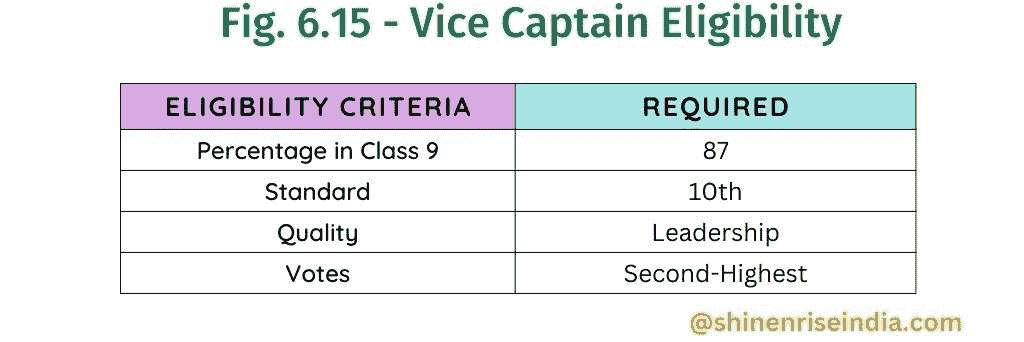 Fig. 6.15 - Vice Captain Eligibility
ELIGIBILITY CRITERIA REQUIRED
Percentage in Class 9 87
Standard 10th
Quality Leadership
Votes Second-Highest
@shinenriseindia.com